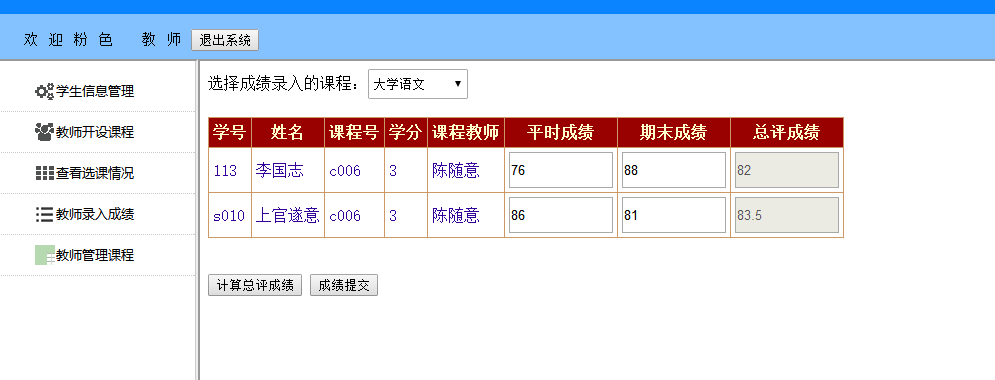 欢 迎 粉 色 教 师 退出系统
学生信息管理
教师开设课程
查看选课情况
教师录入成绩
教师管理课程
选择成绩录入的课程： 大学语文
学号 姓名 课程号 学分 课程教师 平时成绩 期末成绩 总评成绩
113 李国志 c006 3 陈随意 76 88 82
s010 上官遂意 c006 3 陈随意 86 81 83.5
计算总评成绩 成绩提交